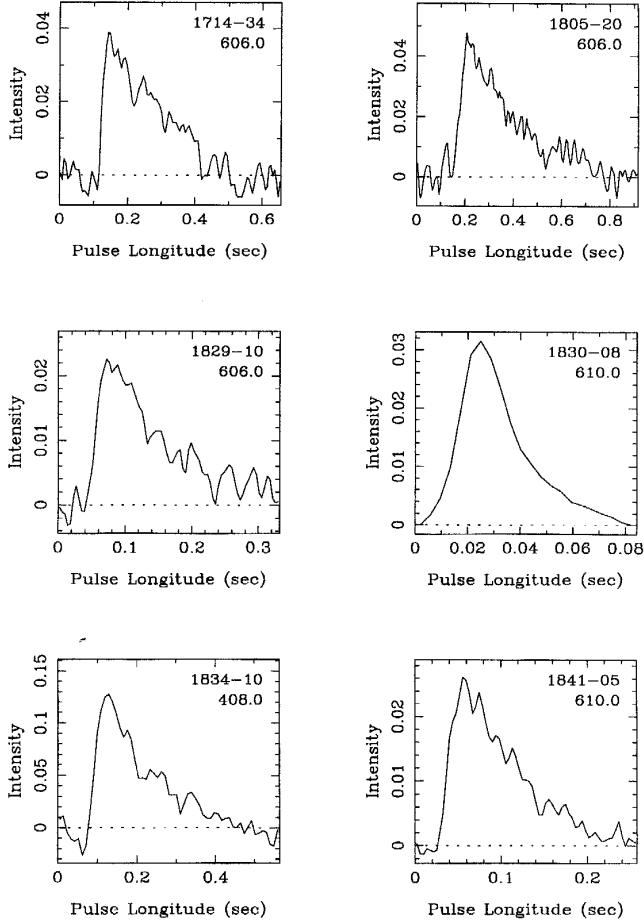 1714−34
606.0
Intensity
0.04
0.02
0
0 0.2 0.4 0.6
Pulse Longitude (sec)
1805−20
606.0
Intensity
0.04
0.02
0
0 0.2 0.4 0.6 0.8
Pulse Longitude (sec)
1829−10
606.0
Intensity
0.02
0.01
0
0 0.1 0.2 0.3
Pulse Longitude (sec)
1830−08
610.0
Intensity
0.03
0.02
0.01
0
0 0.02 0.04 0.06 0.08
Pulse Longitude (sec)
1834−10
408.0
Intensity
0.15
0.1
0.05
0
0 0.2 0.4
Pulse Longitude (sec)
1841−05
610.0
Intensity
0.02
0.01
0
0 0.1 0.2
Pulse Longitude (sec)